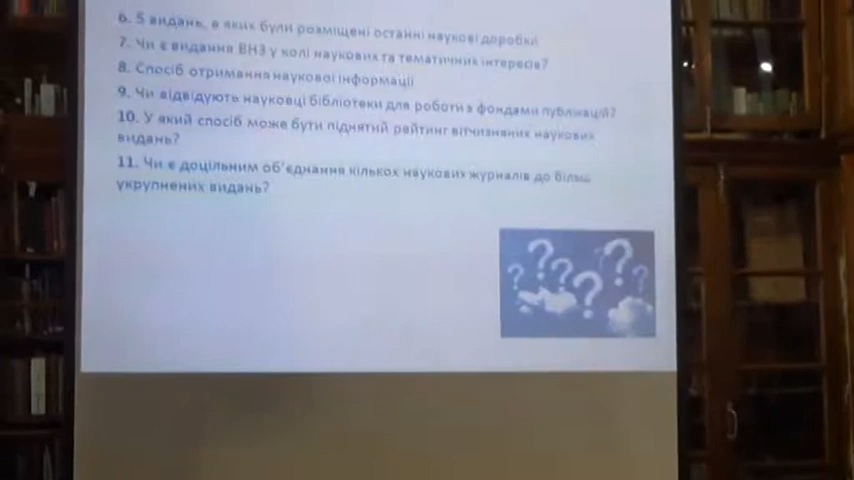 6. 5 видань, в яких були розміщені останні наукові доробки
7. Чи є видання ВНЗ у колі наукових та тематичних інтересів?
8. Спосіб отримання наукової інформації
9. Чи відвідують науковці бібліотеки для роботи з фондами публікацій?
10. У який спосіб може бути піднятий рейтинг вітчизняних наукових
видань?
11. Чи є доцільним об'єднання кількох наукових журналів до більш
укрупнених видань?